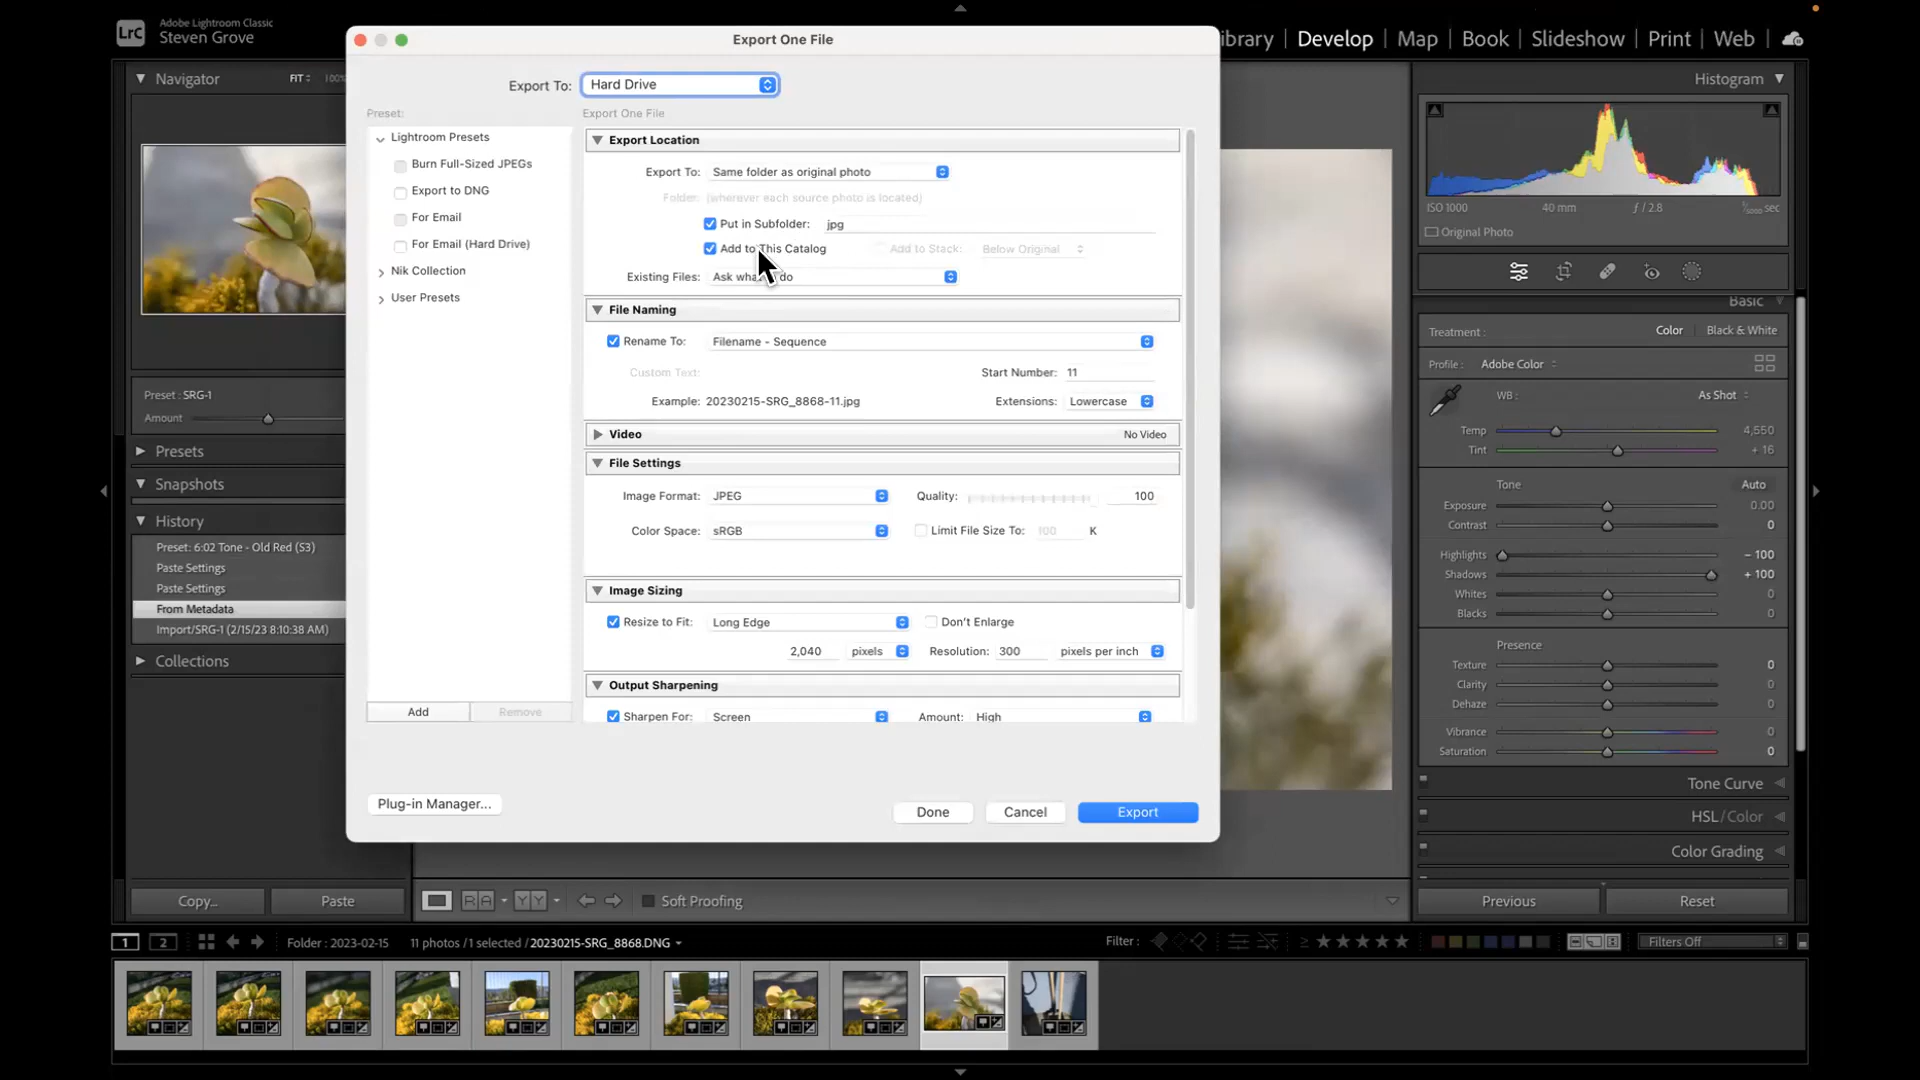 LrC Adobe Lightroom Classic
Steven Grove
Export One File
Library | Develop | Map | Book | Slideshow | Print | Web
Navigator FIT 100%
Export To: Hard Drive
Preset:
Export One File
Lightroom Presets
Burn Full-Sized JPEGs
Export to DNG
For Email
For Email (Hard Drive)
Nik Collection
User Presets
Add Remove
Export Location
Export To: Same folder as original photo
Folder: (wherever each source photo is located)
Put in Subfolder: jpg
Add to This Catalog Add to Stack: Below Original
Existing Files: Ask what do
File Naming
Rename To: Filename - Sequence
Custom Text: Start Number: 11
Example: 20230215-SRG_8868-11.jpg Extensions: Lowercase
Video No Video
File Settings
Image Format: JPEG Quality: 100
Color Space: sRGB Limit File Size To: 100 K
Image Sizing
Resize to Fit: Long Edge Don't Enlarge
2,040 pixels Resolution: 300 pixels per inch
Output Sharpening
Sharpen For: Screen Amount: High
Plug-in Manager...
Done Cancel Export
Preset : SRG-1
Amount
Presets
Snapshots
History
Preset: 6:02 Tone - Old Red (S3)
Paste Settings
Paste Settings
From Metadata
Import/SRG-1 (2/15/23 8:10:38 AM)
Collections
Copy... Paste
Histogram
ISO 1000 40 mm ƒ / 2.8 1/5000 sec
Original Photo
Basic
Treatment : Color | Black & White
Profile : Adobe Color
WB : As Shot
Temp 4,550
Tint + 16
Tone Auto
Exposure 0.00
Contrast 0
Highlights – 100
Shadows + 100
Whites 0
Blacks 0
Presence
Texture 0
Clarity 0
Dehaze 0
Vibrance 0
Saturation 0
Tone Curve
HSL / Color
Color Grading
Previous Reset
R A Y Y Soft Proofing
1 2 Folder : 2023-02-15 11 photos / 1 selected / 20230215-SRG_8868.DNG Filter : ≥ Filters Off